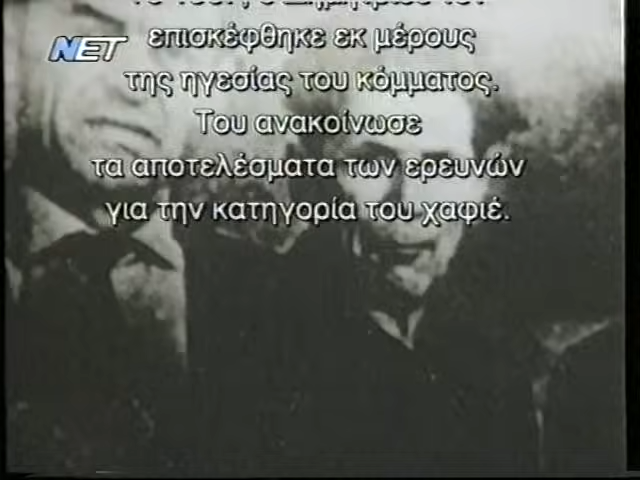 NET
επισκέφθηκε εκ μέρους
της ηγεσίας του κόμματος.
Του ανακοίνωσε
τα αποτελέσματα των ερευνών
για την κατηγορία του χαφιέ.